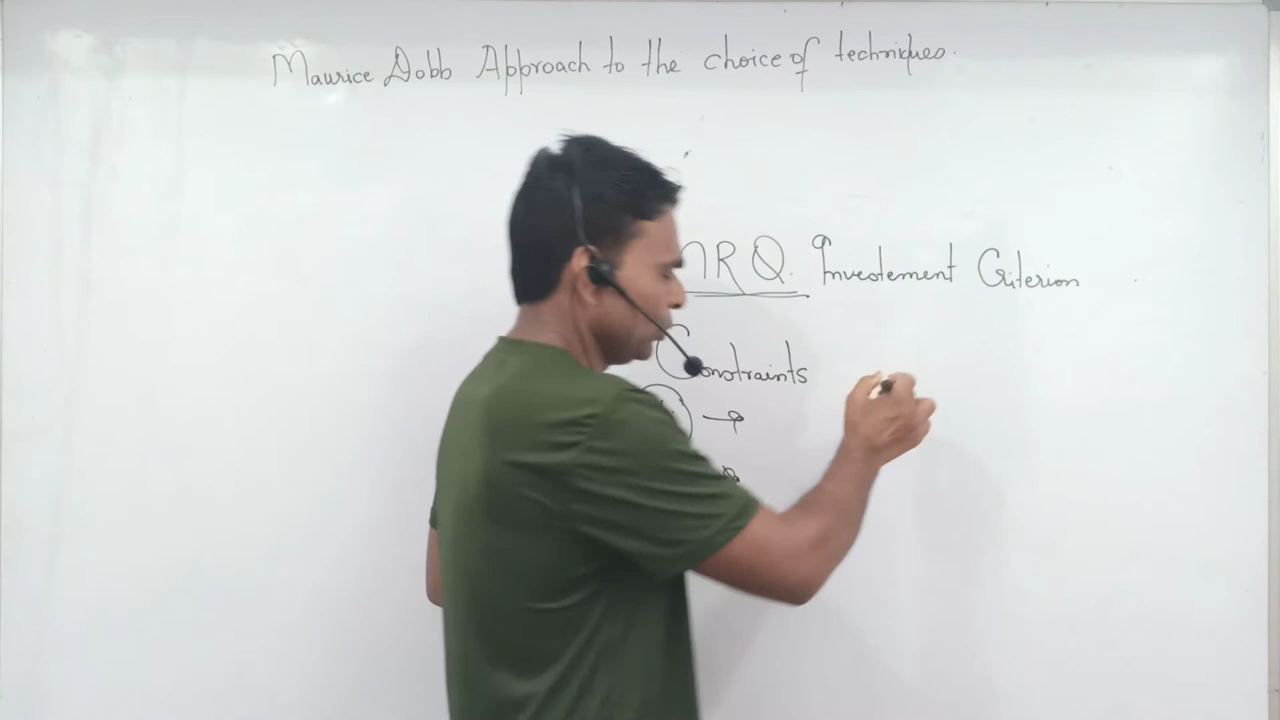 Maurice Dobb Approach to the choice of techniques.
MRQ. Investement Criterion
Constraints